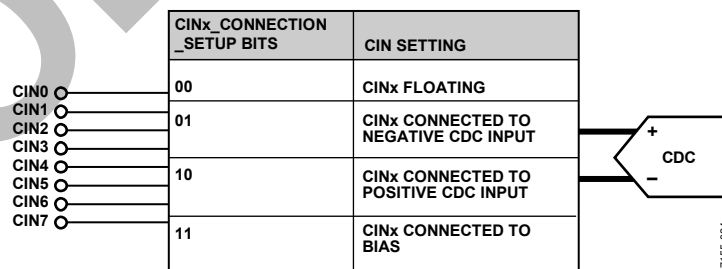 CINx_CONNECTION
_SETUP BITS
CIN SETTING
CIN0
CIN1
CIN2
CIN3
CIN4
CIN5
CIN6
CIN7
00
CINx FLOATING
01
CINx CONNECTED TO
NEGATIVE CDC INPUT
10
CINx CONNECTED TO
POSITIVE CDC INPUT
11
CINx CONNECTED TO
BIAS
+
CDC
–